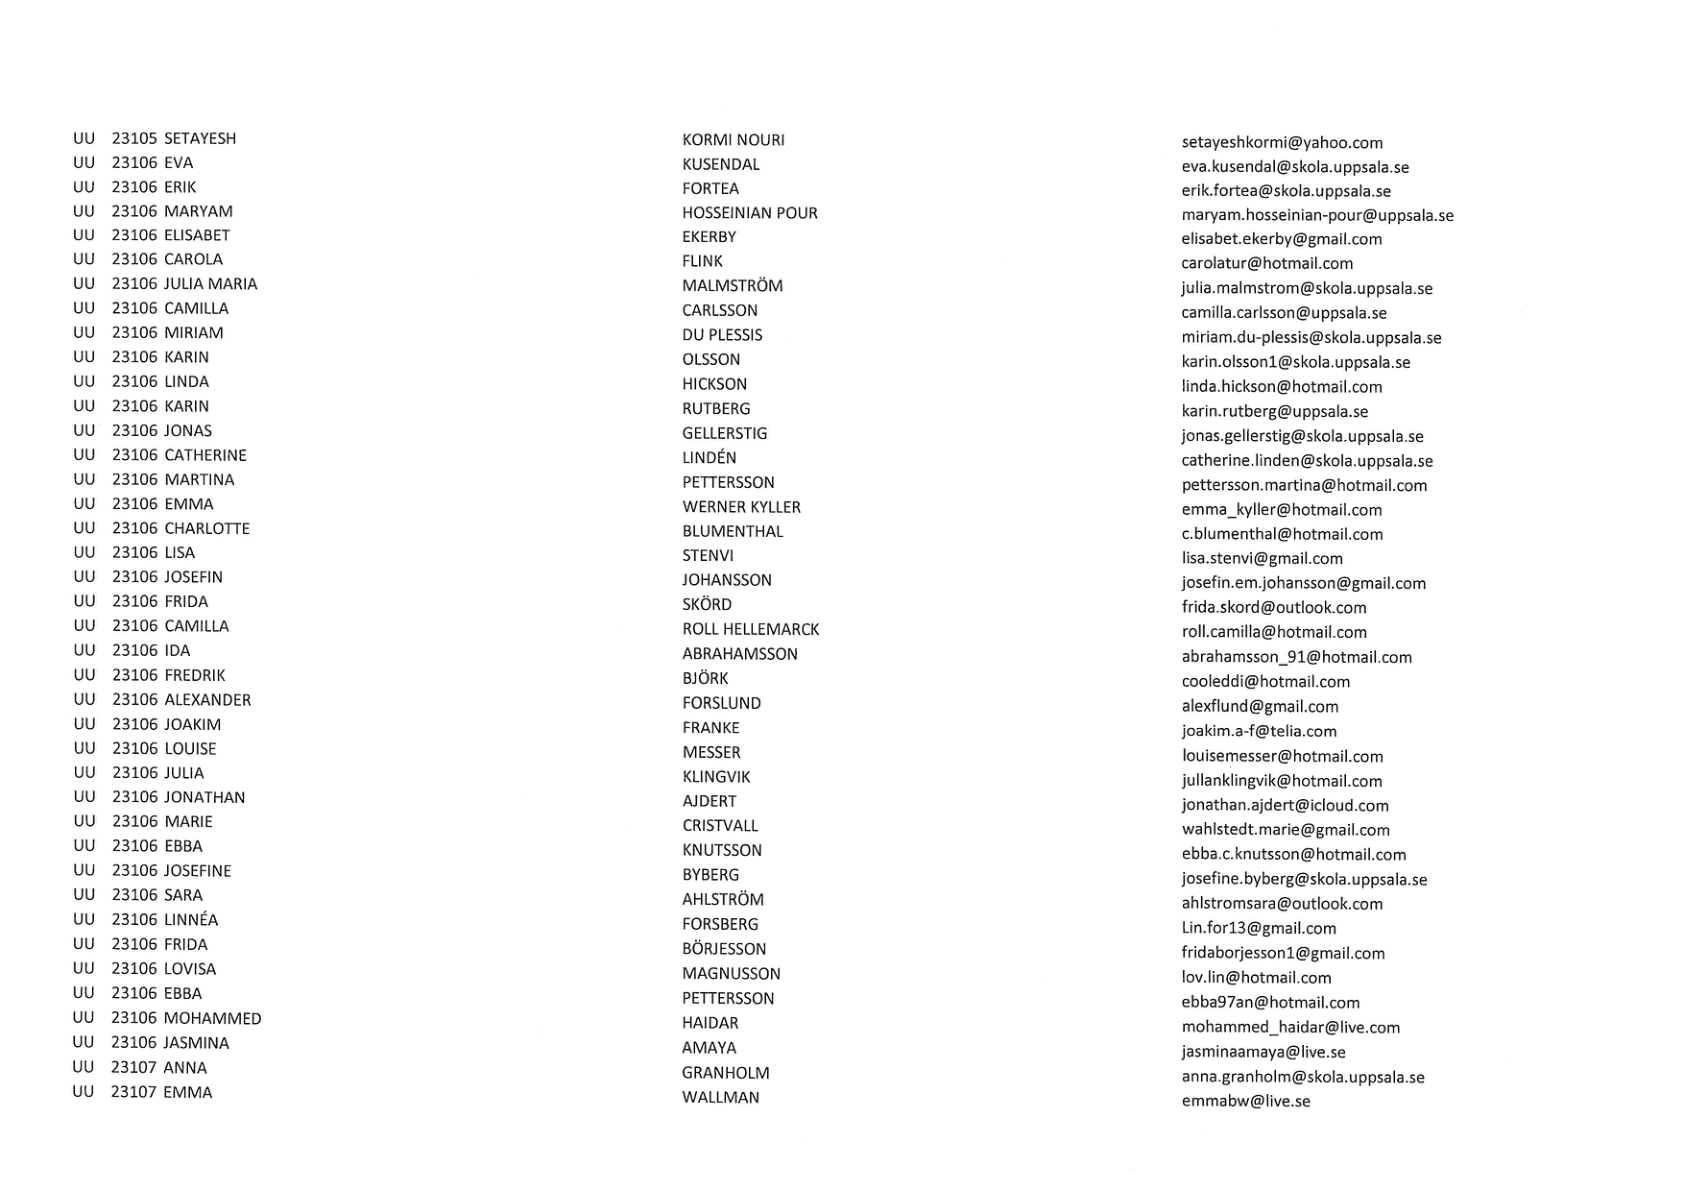 UU 23105 SETAYESH KORMI NOURI setayeshkormi@yahoo.com
UU 23106 EVA KUSENDAL eva.kusendal@skola.uppsala.se
UU 23106 ERIK FORTEA erik.fortea@skola.uppsala.se
UU 23106 MARYAM HOSSEINIAN POUR maryam.hosseinian-pour@uppsala.se
UU 23106 ELISABET EKERBY elisabet.ekerby@gmail.com
UU 23106 CAROLA FLINK carolatur@hotmail.com
UU 23106 JULIA MARIA MALMSTRÖM julia.malmstrom@skola.uppsala.se
UU 23106 CAMILLA CARLSSON camilla.carlsson@uppsala.se
UU 23106 MIRIAM DU PLESSIS miriam.du-plessis@skola.uppsala.se
UU 23106 KARIN OLSSON karin.olsson1@skola.uppsala.se
UU 23106 LINDA HICKSON linda.hickson@hotmail.com
UU 23106 KARIN RUTBERG karin.rutberg@uppsala.se
UU 23106 JONAS GELLERSTIG jonas.gellerstig@skola.uppsala.se
UU 23106 CATHERINE LINDÉN catherine.linden@skola.uppsala.se
UU 23106 MARTINA PETTERSSON pettersson.martina@hotmail.com
UU 23106 EMMA WERNER KYLLER emma_kyller@hotmail.com
UU 23106 CHARLOTTE BLUMENTHAL c.blumenthal@hotmail.com
UU 23106 LISA STENVI lisa.stenvi@gmail.com
UU 23106 JOSEFIN JOHANSSON josefin.em.johansson@gmail.com
UU 23106 FRIDA SKÖRD frida.skord@outlook.com
UU 23106 CAMILLA ROLL HELLEMARCK roll.camilla@hotmail.com
UU 23106 IDA ABRAHAMSSON abrahamsson_91@hotmail.com
UU 23106 FREDRIK BJÖRK cooleddi@hotmail.com
UU 23106 ALEXANDER FORSLUND alexflund@gmail.com
UU 23106 JOAKIM FRANKE joakim.a-f@telia.com
UU 23106 LOUISE MESSER louisemesser@hotmail.com
UU 23106 JULIA KLINGVIK jullanklingvik@hotmail.com
UU 23106 JONATHAN AJDERT jonathan.ajdert@icloud.com
UU 23106 MARIE CRISTVALL wahlstedt.marie@gmail.com
UU 23106 EBBA KNUTSSON ebba.c.knutsson@hotmail.com
UU 23106 JOSEFINE BYBERG josefine.byberg@skola.uppsala.se
UU 23106 SARA AHLSTRÖM ahlstromsara@outlook.com
UU 23106 LINNÉA FORSBERG Lin.for13@gmail.com
UU 23106 FRIDA BÖRJESSON fridaborjesson1@gmail.com
UU 23106 LOVISA MAGNUSSON lov.lin@hotmail.com
UU 23106 EBBA PETTERSSON ebba97an@hotmail.com
UU 23106 MOHAMMED HAIDAR mohammed_haidar@live.com
UU 23106 JASMINA AMAYA jasminaamaya@live.se
UU 23107 ANNA GRANHOLM anna.granholm@skola.uppsala.se
UU 23107 EMMA WALLMAN emmabw@live.se